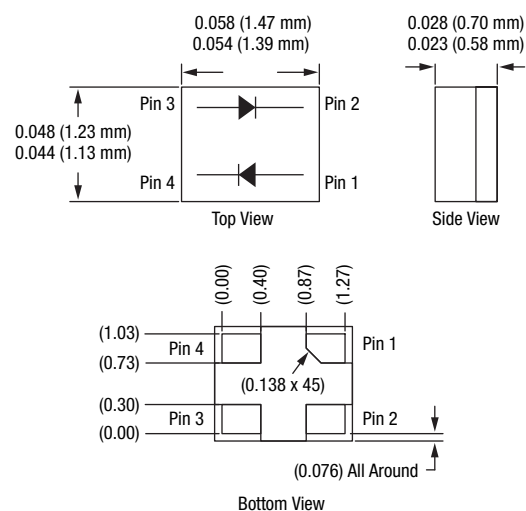 0.058 (1.47 mm)
0.054 (1.39 mm)
0.028 (0.70 mm)
0.023 (0.58 mm)
0.048 (1.23 mm)
0.044 (1.13 mm)
Pin 3
Pin 2
Pin 4
Pin 1
Top View
Side View
(0.00)
(0.40)
(0.87)
(1.27)
(1.03)
(0.73)
Pin 4
Pin 1
(0.138 x 45)
(0.30)
(0.00)
Pin 3
Pin 2
(0.076) All Around
Bottom View